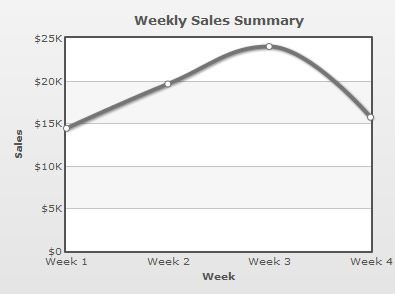 Weekly Sales Summary
$25K
$20K
$15K
$10K
$5K
$0
Sales
Week 1 Week 2 Week 3 Week 4
Week